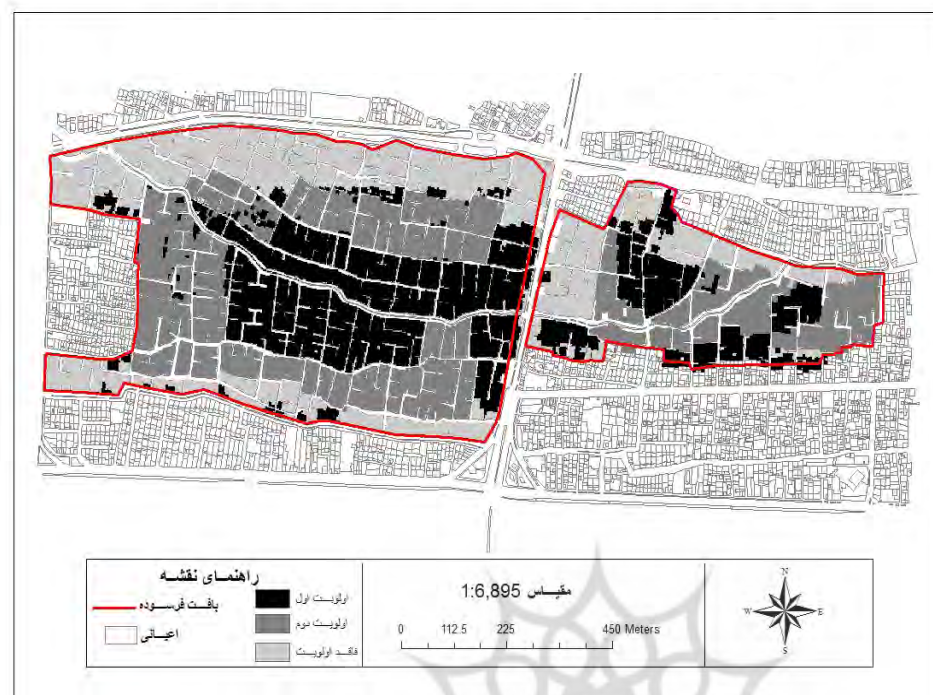 راهنمای نقشه
بافت فرسوده
اعیانی
اولویت اول
اولویت دوم
فاقد اولویت
مقیاس 1:6,895
0 112.5 225 450 Meters
N
W E
S